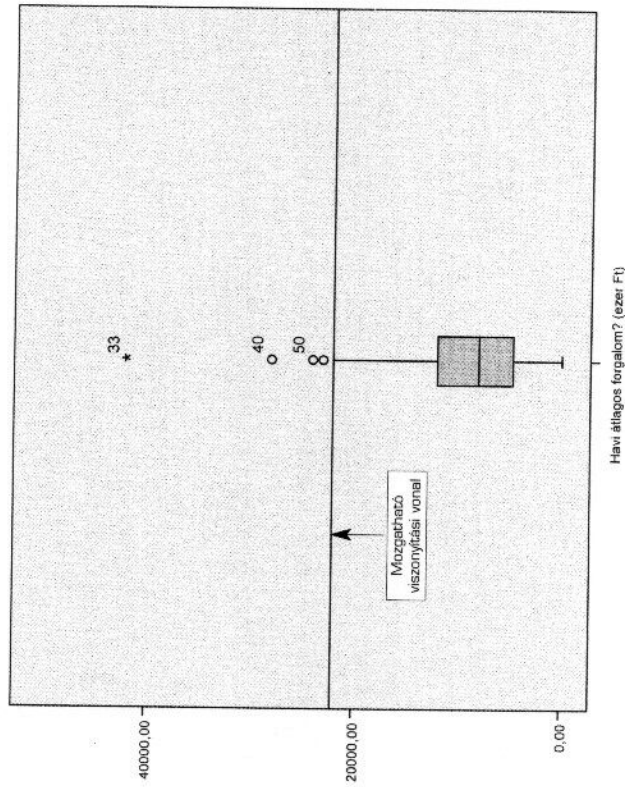 33
40
50
Mozgatható
viszonyítási vonal
40000,00
20000,00
0,00
Havi átlagos forgalom? (ezer Ft)